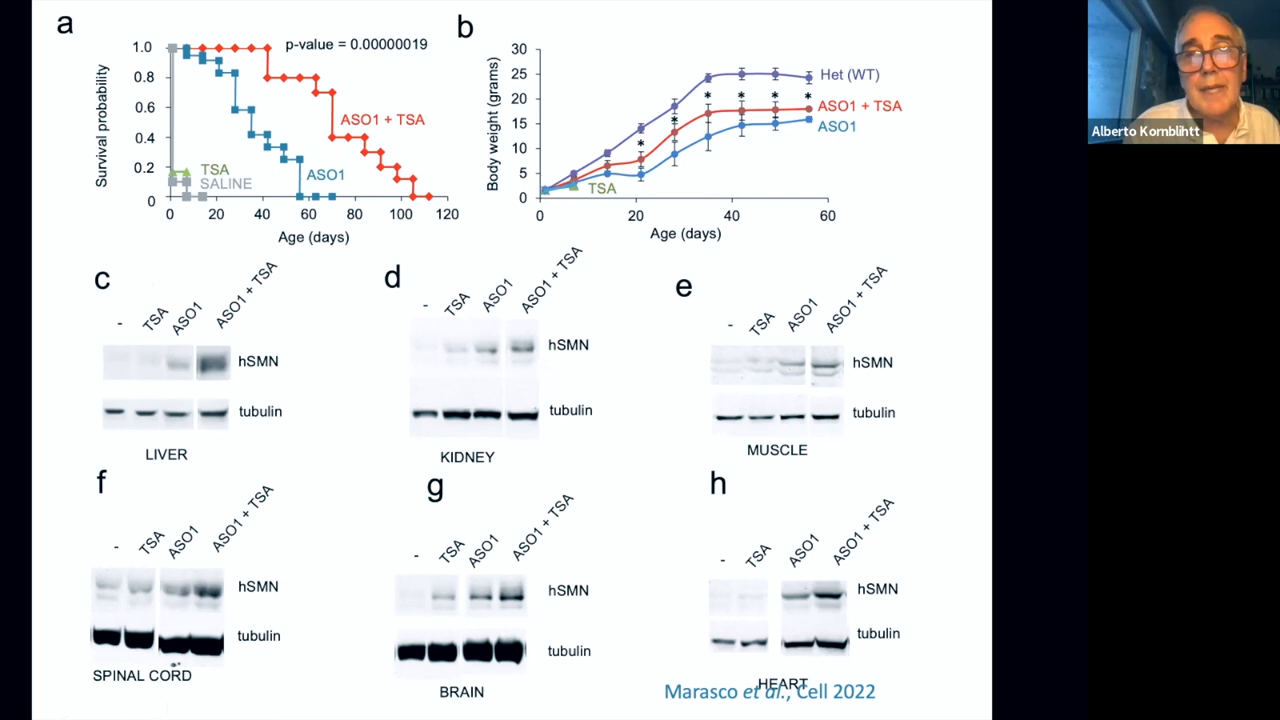 a
p-value = 0.00000019
Survival probability
1.0
0.8
0.6
0.4
0.2
0
ASO1 + TSA
TSA
SALINE
ASO1
0 20 40 60 80 100 120
Age (days)
b
Body weight (grams)
30
25
20
15
10
5
0
Het (WT)
* * * *
ASO1 + TSA
*
ASO1
*
TSA
0 20 40 60
Age (days)
Alberto Kornblihtt
c
- TSA ASO1 ASO1 + TSA
hSMN
tubulin
LIVER
d
- TSA ASO1 ASO1 + TSA
hSMN
tubulin
KIDNEY
e
- TSA ASO1 ASO1 + TSA
hSMN
tubulin
MUSCLE
f
- TSA ASO1 ASO1 + TSA
hSMN
tubulin
SPINAL CORD
g
- TSA ASO1 ASO1 + TSA
hSMN
tubulin
BRAIN
h
- TSA ASO1 ASO1 + TSA
hSMN
tubulin
HEART
Marasco et al., Cell 2022